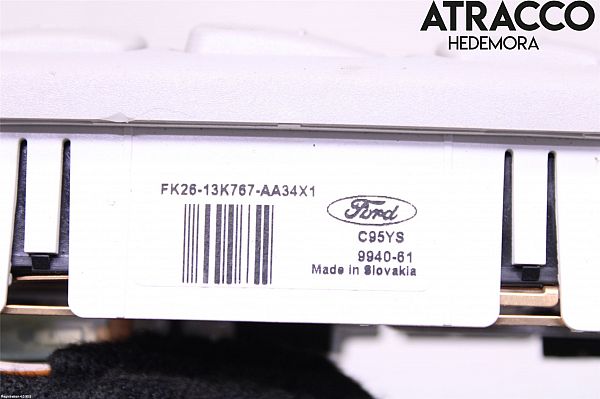 ATRACCO
HEDEMORA
FK26-13K767-AA34X1
Ford
C95YS
9940-61
Made in Slovakia